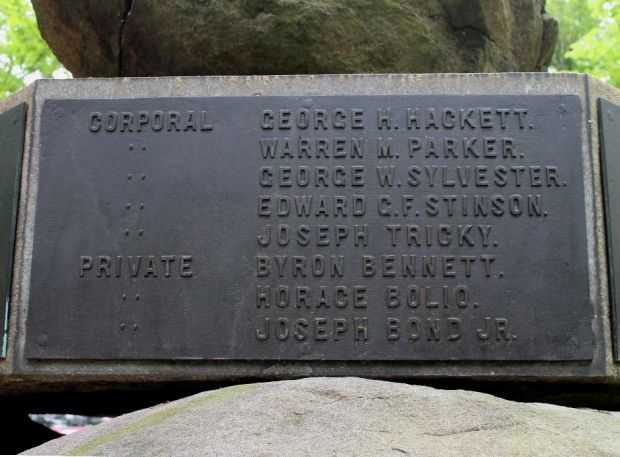 CORPORAL GEORGE H. HACKETT.
" WARREN M. PARKER.
" GEORGE W. SYLVESTER.
" EDWARD G. F. STINSON.
" JOSEPH TRICKY.
PRIVATE BYRON BENNETT.
" HORACE BOLIO.
" JOSEPH BOND JR.